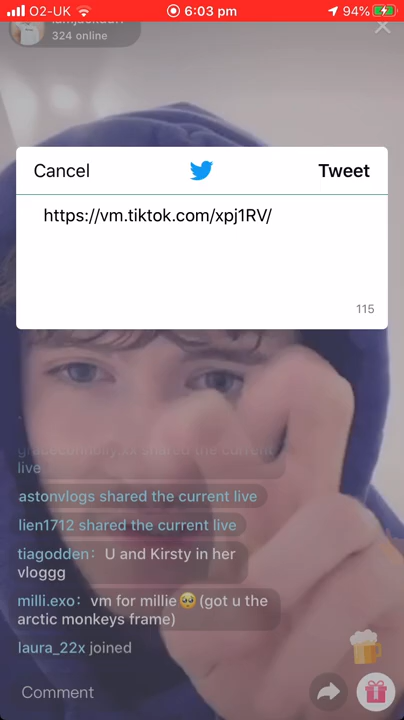 O2-UK 6:03 pm 94%
324 online
Cancel Tweet
https://vm.tiktok.com/xpj1RV/
115
shared the current
live
astonvlogs shared the current live
lien1712 shared the current live
tiagodden: U and Kirsty in her
vloggg
milli.exo: vm for millie🥺(got u the
arctic monkeys frame)
laura_22x joined
Comment